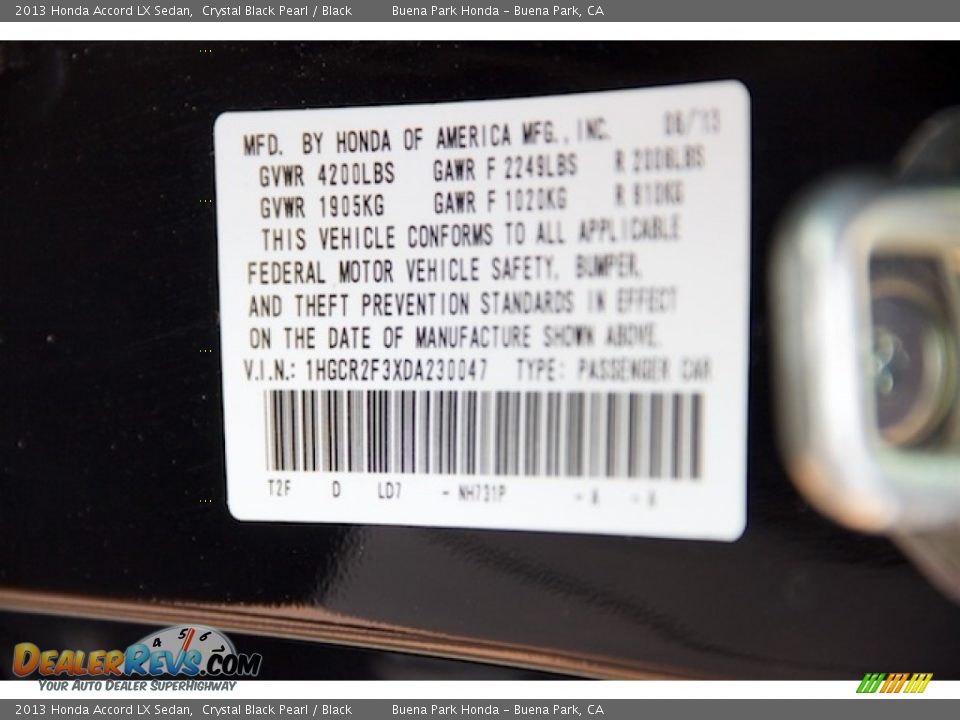 2013 Honda Accord LX Sedan, Crystal Black Pearl / Black Buena Park Honda - Buena Park, CA
MFD. BY HONDA OF AMERICA MFG., INC. 06/13
GVWR 4200LBS GAWR F 2249LBS R 2006LBS
GVWR 1905KG GAWR F 1020KG R 910KG
THIS VEHICLE CONFORMS TO ALL APPLICABLE
FEDERAL MOTOR VEHICLE SAFETY, BUMPER,
AND THEFT PREVENTION STANDARDS IN EFFECT
ON THE DATE OF MANUFACTURE SHOWN ABOVE.
V.I.N.: 1HGCR2F3XDA230047 TYPE: PASSENGER CAR
T2F D LD7 - NH731P - A - A
4 5 6
DEALERREVS.COM
YOUR AUTO DEALER SUPERHIGHWAY
2013 Honda Accord LX Sedan, Crystal Black Pearl / Black Buena Park Honda - Buena Park, CA